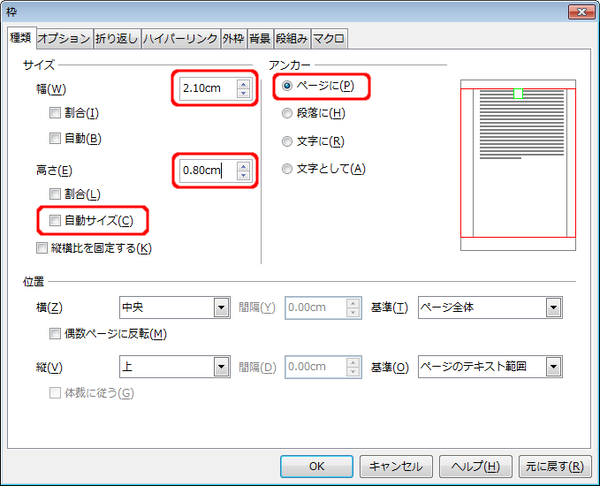 枠
種類 オプション 折り返し ハイパーリンク 外枠 背景 段組み マクロ
サイズ
幅(W) 2.10cm
割合(I)
自動(B)
高さ(E) 0.80cm
割合(L)
自動サイズ(C)
縦横比を固定する(K)
アンカー
ページに(P)
段落に(H)
文字に(R)
文字として(A)
位置
横(Z) 中央 間隔(Y) 0.00cm 基準(T) ページ全体
偶数ページに反転(M)
縦(V) 上 間隔(D) 0.00cm 基準(O) ページのテキスト範囲
体裁に従う(G)
OK キャンセル ヘルプ(H) 元に戻す(R)